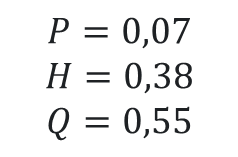 P = 0,07
H = 0,38
Q = 0,55